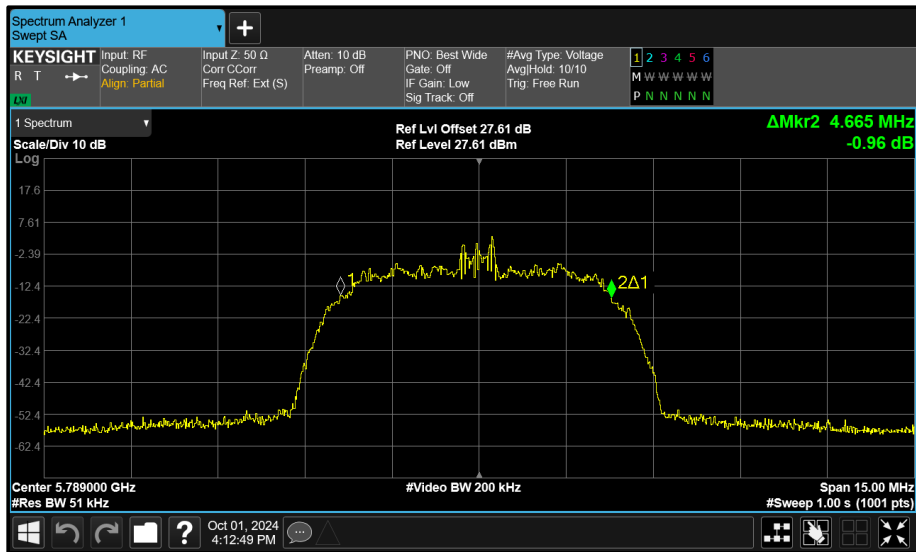 Spectrum Analyzer 1
Swept SA
+
KEYSIGHT
R T
LXI
Input: RF
Coupling: AC
Align: Partial
Input Z: 50 Ω
Corr CCorr
Freq Ref: Ext (S)
Atten: 10 dB
Preamp: Off
PNO: Best Wide
Gate: Off
IF Gain: Low
Sig Track: Off
#Avg Type: Voltage
Avg|Hold: 10/10
Trig: Free Run
1 2 3 4 5 6
M W W W W W
P N N N N N
1 Spectrum
Scale/Div 10 dB
Log
Ref Lvl Offset 27.61 dB
Ref Level 27.61 dBm
ΔMkr2 4.665 MHz
-0.96 dB
17.6
7.61
-2.39
-12.4
-22.4
-32.4
-42.4
-52.4
-62.4
1
2Δ1
Center 5.789000 GHz
#Res BW 51 kHz
#Video BW 200 kHz
Span 15.00 MHz
#Sweep 1.00 s (1001 pts)
?
Oct 01, 2024
4:12:49 PM